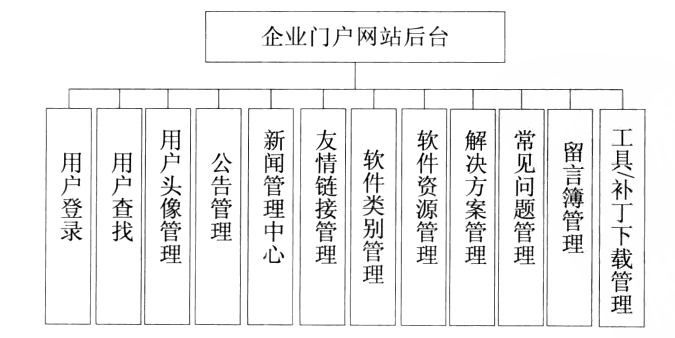 企业门户网站后台
用户登录
用户查找
用户头像管理
公告管理
新闻管理中心
友情链接管理
软件类别管理
软件资源管理
解决方案管理
常见问题管理
留言簿管理
工具/补丁下载管理